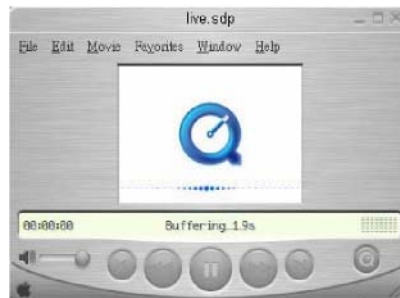 live.sdp
File Edit Movie Favorites Window Help
00:00:00 Buffering…1.9s